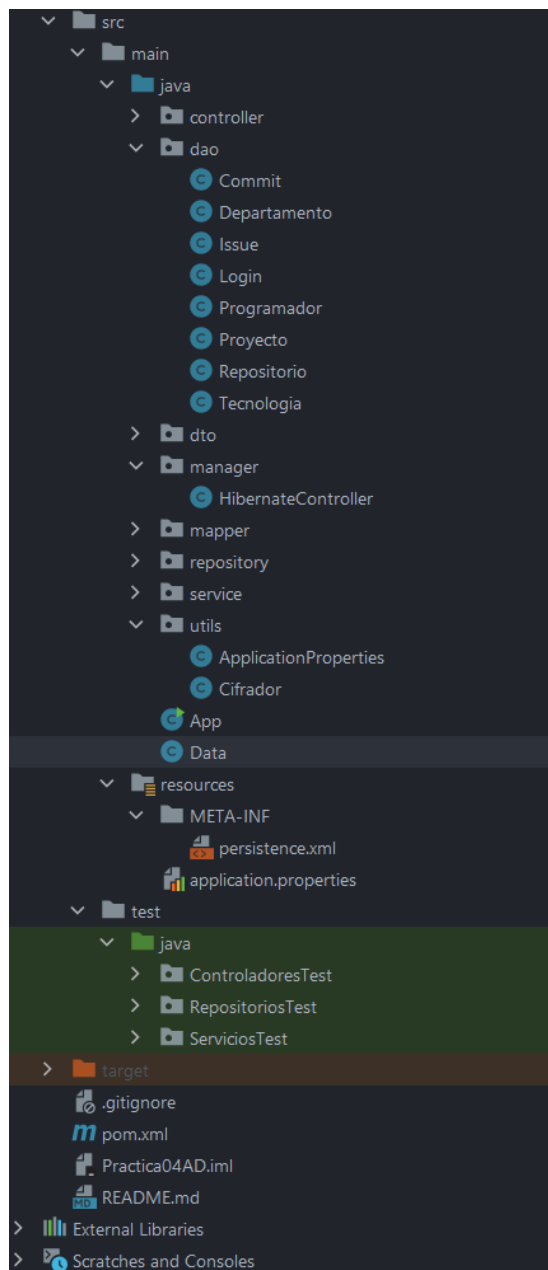 src
main
java
controller
dao
C Commit
C Departamento
C Issue
C Login
C Programador
C Proyecto
C Repositorio
C Tecnologia
dto
manager
C HibernateController
mapper
repository
service
utils
C ApplicationProperties
C Cifrador
C App
C Data
resources
META-INF
persistence.xml
application.properties
test
java
ControladoresTest
RepositoriosTest
ServiciosTest
target
.gitignore
m pom.xml
Practica04AD.iml
MD README.md
External Libraries
Scratches and Consoles